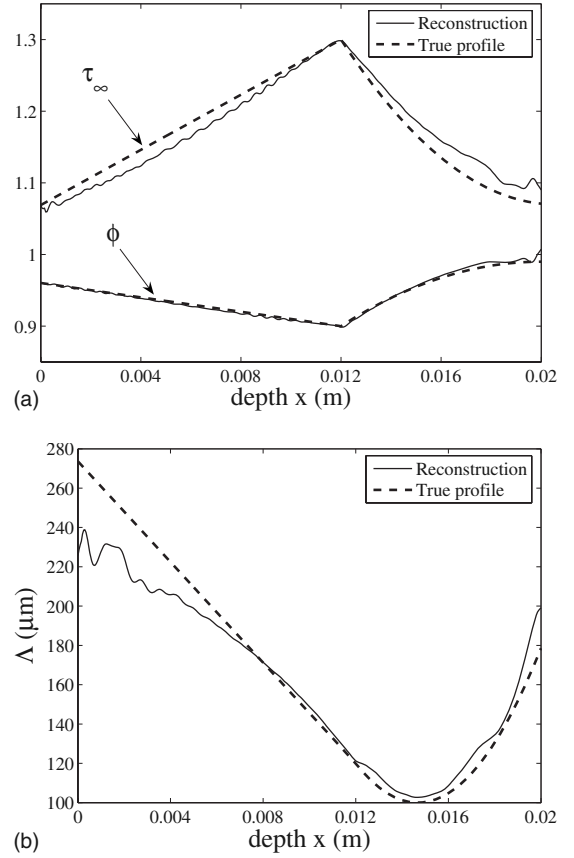 Reconstruction
True profile
1.3
τ∞
1.2
1.1
ϕ
1
0.9
0 0.004 0.008 0.012 0.016 0.02
(a) depth x (m)
280
Reconstruction
True profile
260
240
220
200
Λ (μm)
180
160
140
120
100
0 0.004 0.008 0.012 0.016 0.02
(b) depth x (m)